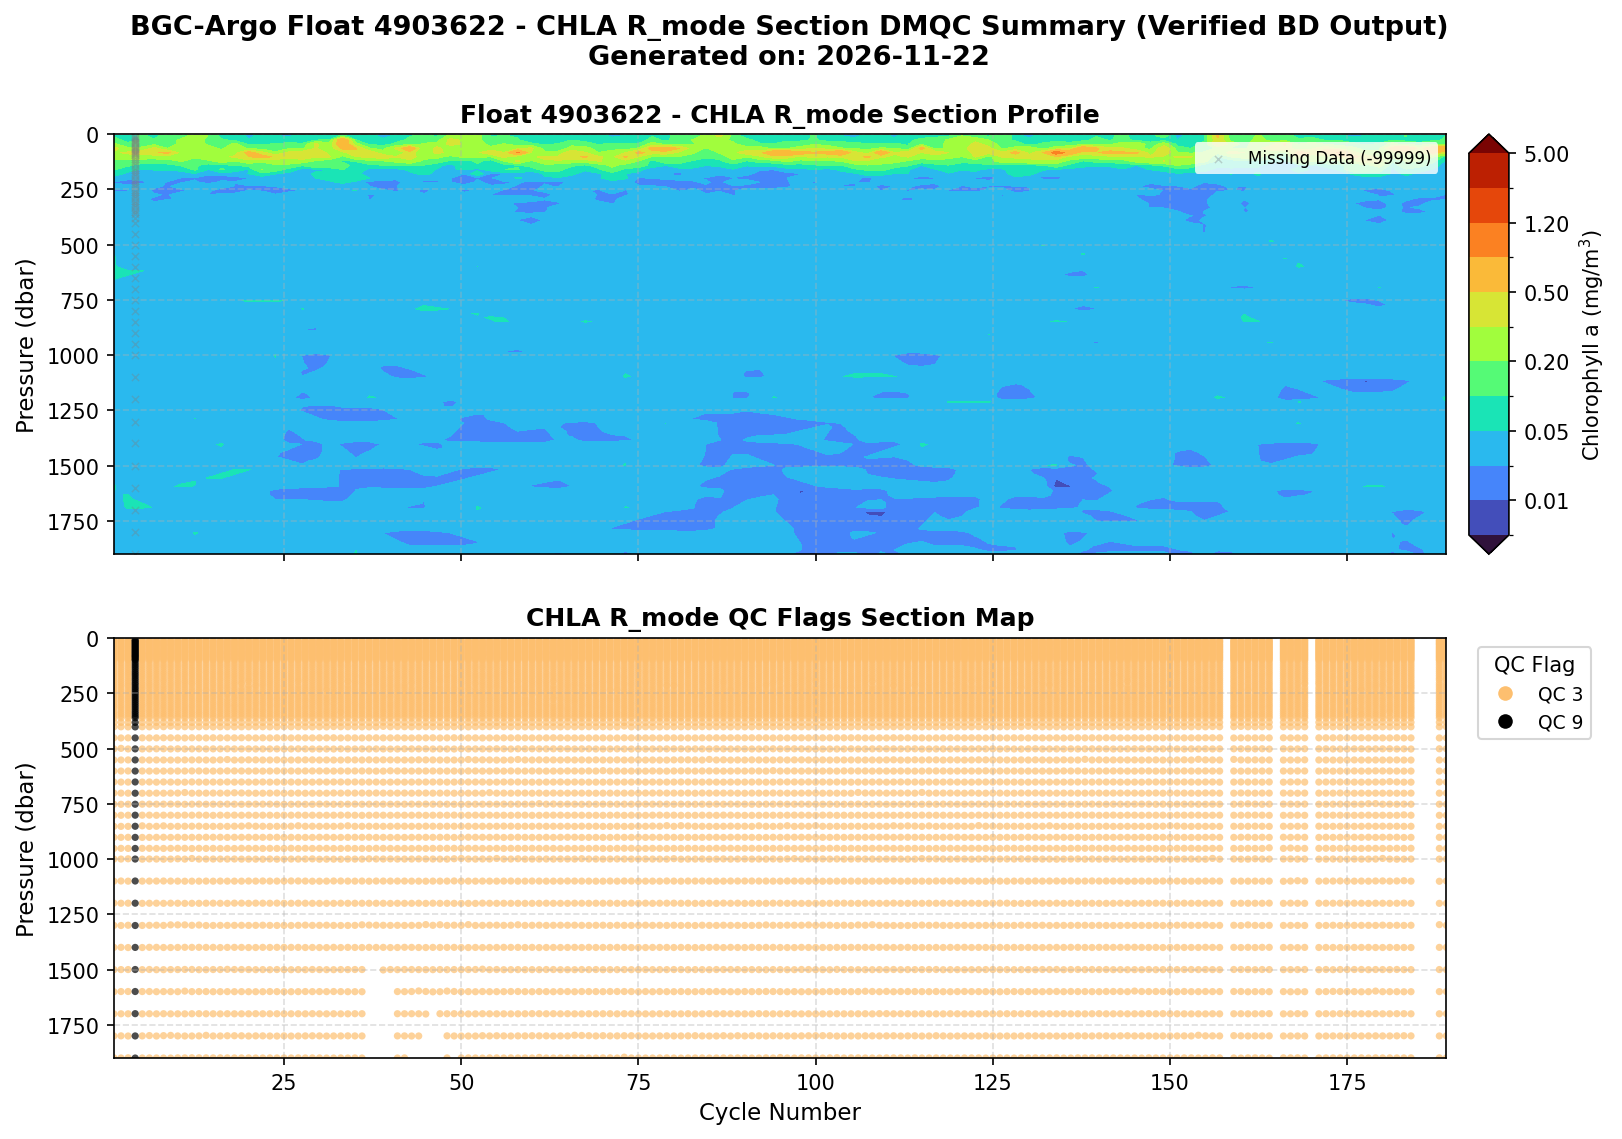 BGC-Argo Float 4903622 - CHLA R_mode Section DMQC Summary (Verified BD Output)
Generated on: 2026-11-22
Float 4903622 - CHLA R_mode Section Profile
Missing Data (-99999)
Pressure (dbar)
0
250
500
750
1000
1250
1500
1750
5.00
1.20
0.50
0.20
0.05
0.01
Chlorophyll a (mg/m³)
CHLA R_mode QC Flags Section Map
Pressure (dbar)
0
250
500
750
1000
1250
1500
1750
QC Flag
QC 3
QC 9
25
50
75
100
125
150
175
Cycle Number